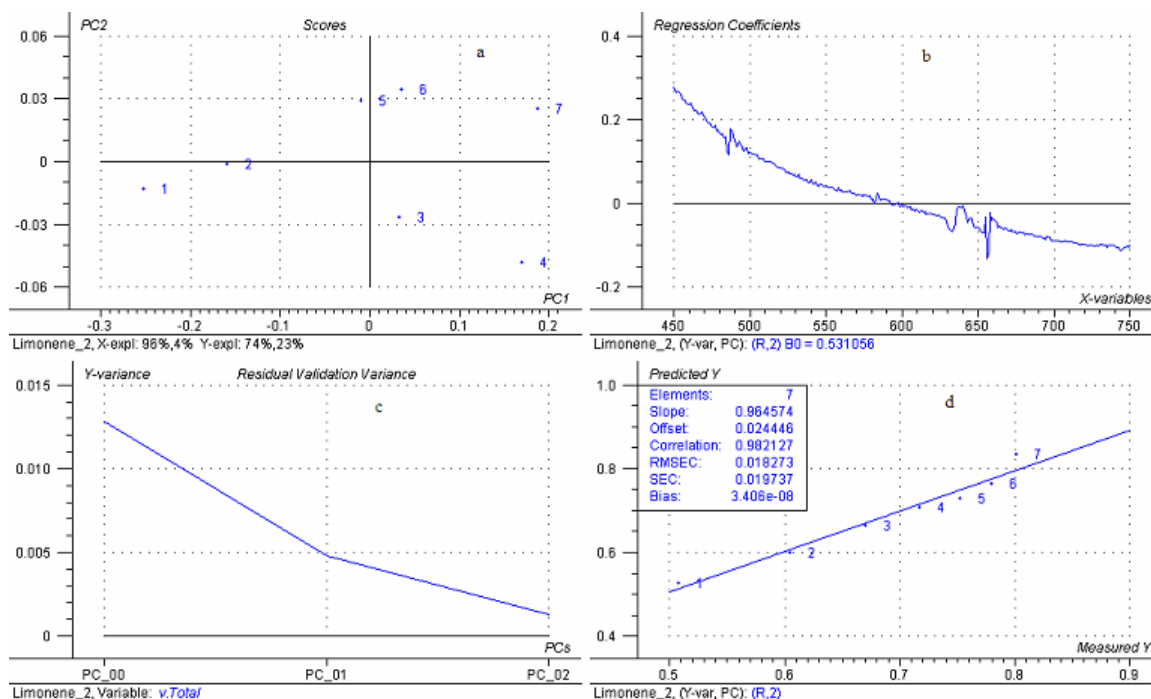 PC2 Scores
a
0.06
0.03
0
-0.03
-0.06
1
2
3
4
5
6
7
PC1
-0.3 -0.2 -0.1 0 0.1 0.2
Limonene_2, X-expl: 96%,4% Y-expl: 74%,23%
Regression Coefficients
b
0.4
0.2
0
-0.2
X-variables
450 500 550 600 650 700 750
Limonene_2, (Y-var, PC): (R,2) B0 = 0.531056
Y-variance Residual Validation Variance
c
0.015
0.010
0.005
0
PCs
PC_00 PC_01 PC_02
Limonene_2, Variable: v.Total
Predicted Y
d
1.0
0.8
0.6
0.4
Elements: 7
Slope: 0.964574
Offset: 0.024446
Correlation: 0.982127
RMSEC: 0.018273
SEC: 0.019737
Bias: 3.406e-08
1
2
3
4
5
6
7
Measured Y
0.5 0.6 0.7 0.8 0.9
Limonene_2, (Y-var, PC): (R,2)